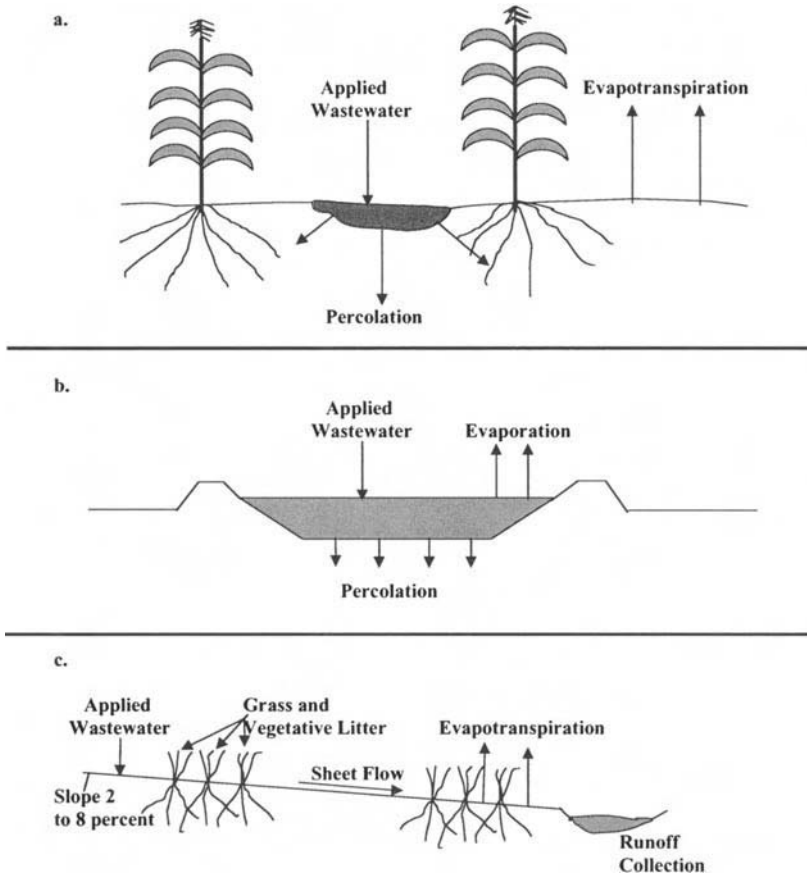 a.
Applied
Wastewater
Evapotranspiration
Percolation
b.
Applied
Wastewater
Evaporation
Percolation
c.
Applied
Wastewater
Grass and
Vegetative Litter
Evapotranspiration
Sheet Flow
Slope 2
to 8 percent
Runoff
Collection